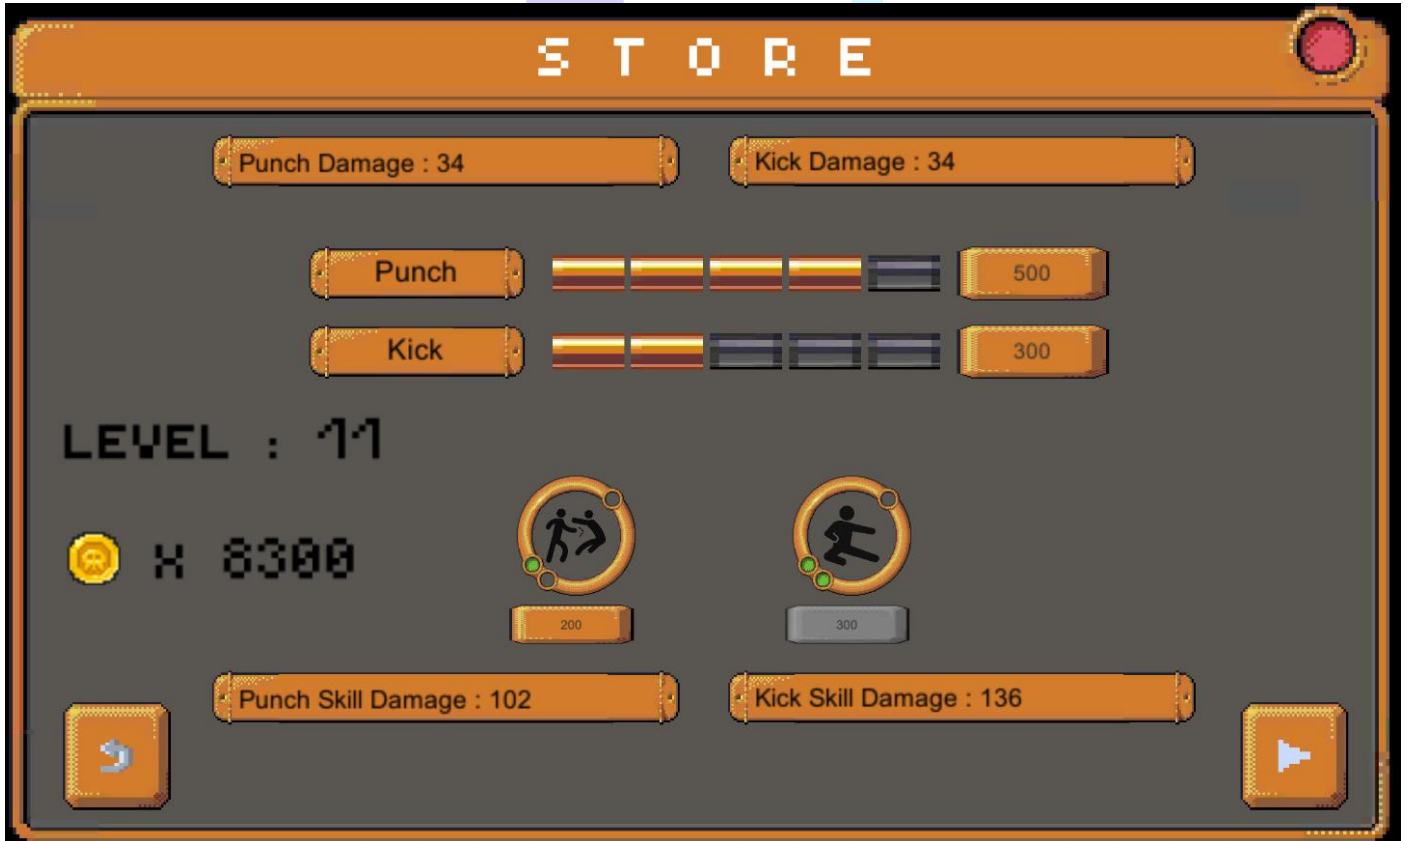 STORE
Punch Damage : 34
Kick Damage : 34
Punch
500
Kick
300
LEVEL : 11
X 8300
200
300
Punch Skill Damage : 102
Kick Skill Damage : 136